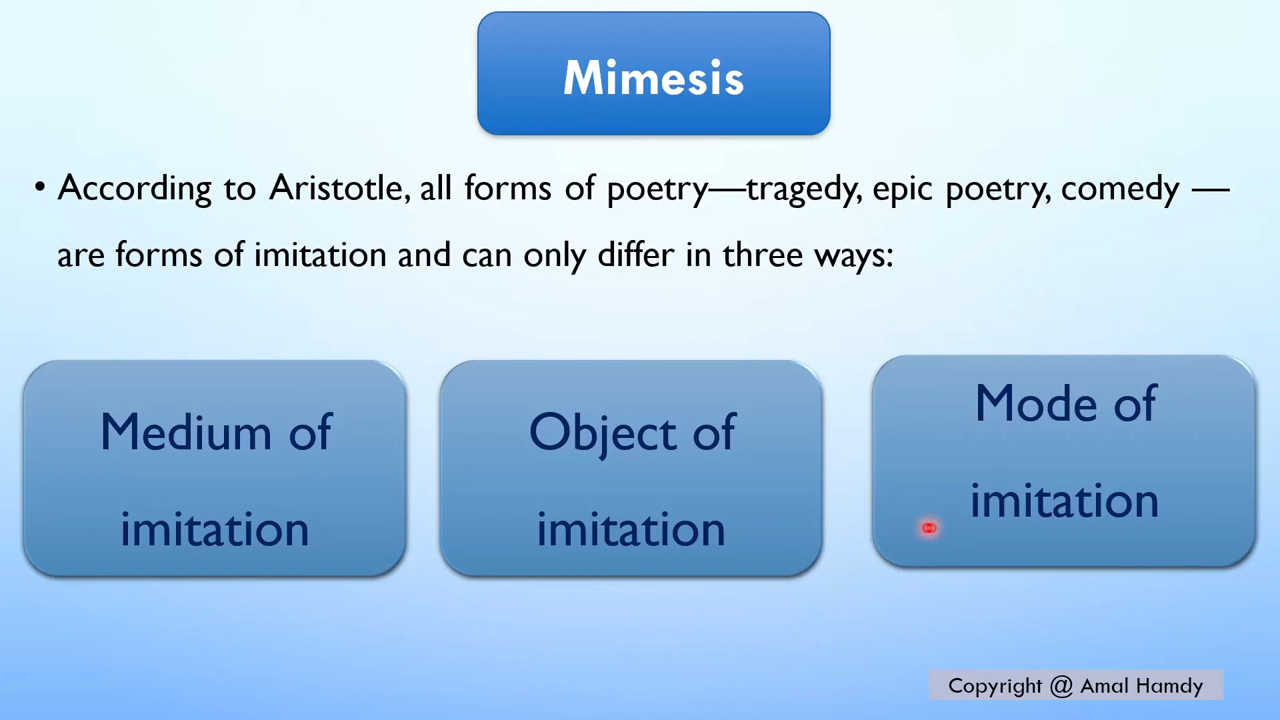 Mimesis
• According to Aristotle, all forms of poetry—tragedy, epic poetry, comedy —
are forms of imitation and can only differ in three ways:
Medium of
imitation
Object of
imitation
Mode of
imitation
Copyright @ Amal Hamdy